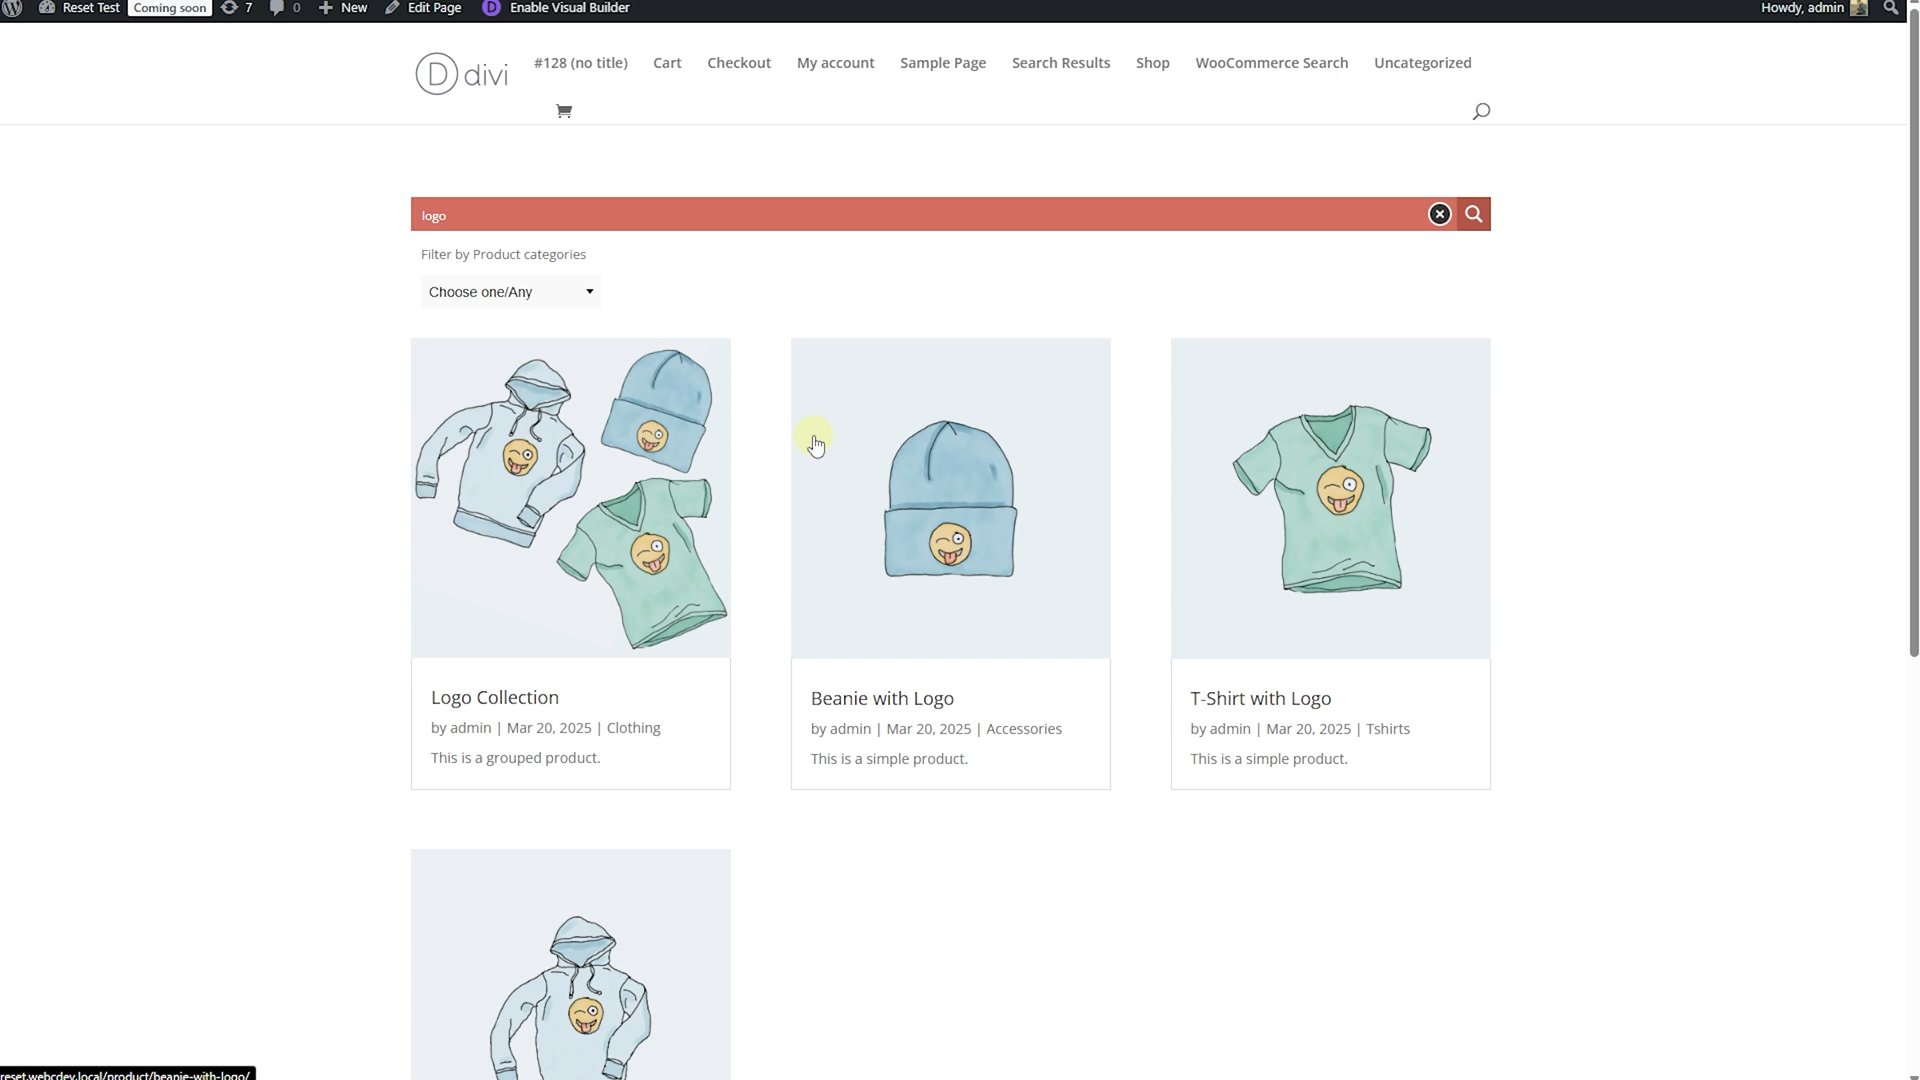 Reset Test Coming soon 7 0 New Edit Page D Enable Visual Builder Howdy, admin
D divi #128 (no title) Cart Checkout My account Sample Page Search Results Shop WooCommerce Search Uncategorized
logo
Filter by Product categories
Choose one/Any
Logo Collection
by admin | Mar 20, 2025 | Clothing
This is a grouped product.
Beanie with Logo
by admin | Mar 20, 2025 | Accessories
This is a simple product.
T-Shirt with Logo
by admin | Mar 20, 2025 | Tshirts
This is a simple product.
reset.webcdev.local/product/beanie-with-logo/